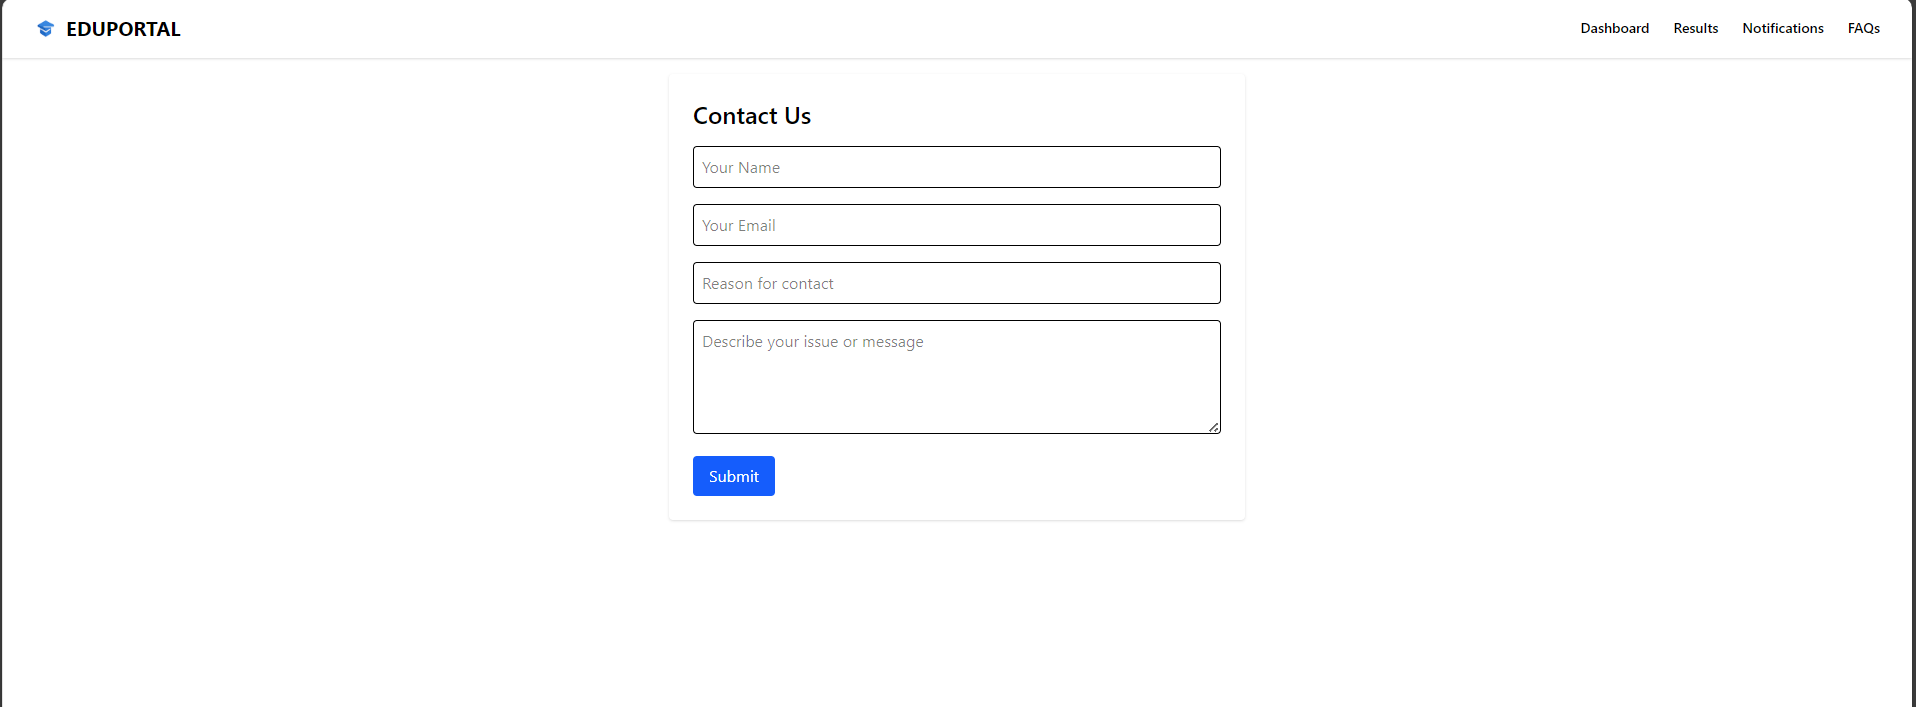 EDUPORTAL
Dashboard Results Notifications FAQs
Contact Us
Your Name
Your Email
Reason for contact
Describe your issue or message
Submit